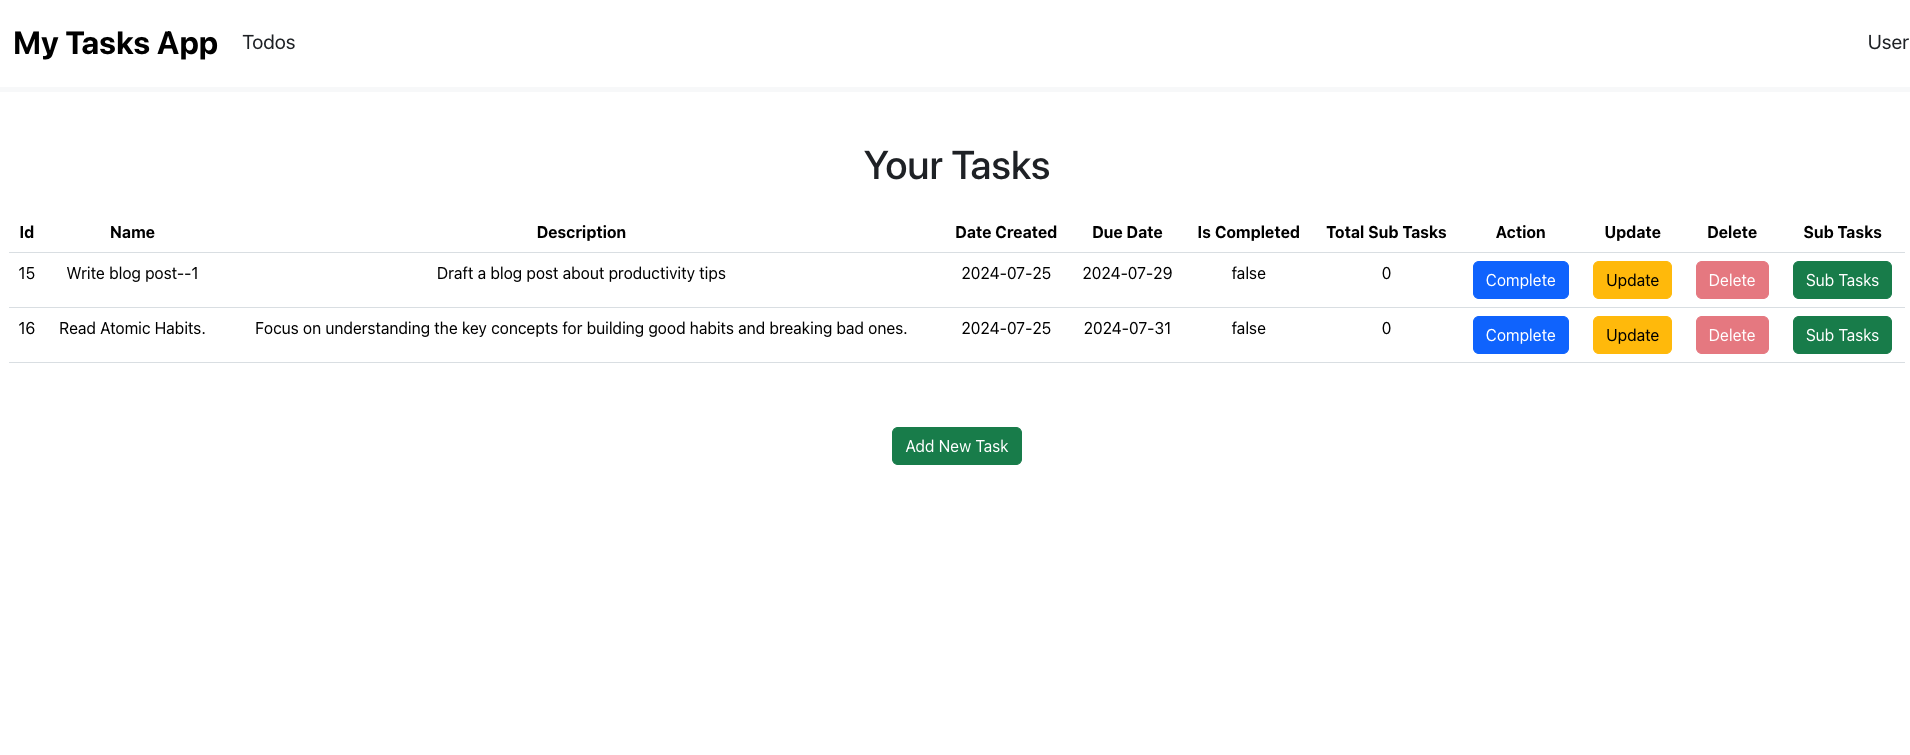 My Tasks App Todos User
Your Tasks
Id Name Description Date Created Due Date Is Completed Total Sub Tasks Action Update Delete Sub Tasks
15 Write blog post--1 Draft a blog post about productivity tips 2024-07-25 2024-07-29 false 0 Complete Update Delete Sub Tasks
16 Read Atomic Habits. Focus on understanding the key concepts for building good habits and breaking bad ones. 2024-07-25 2024-07-31 false 0 Complete Update Delete Sub Tasks
Add New Task